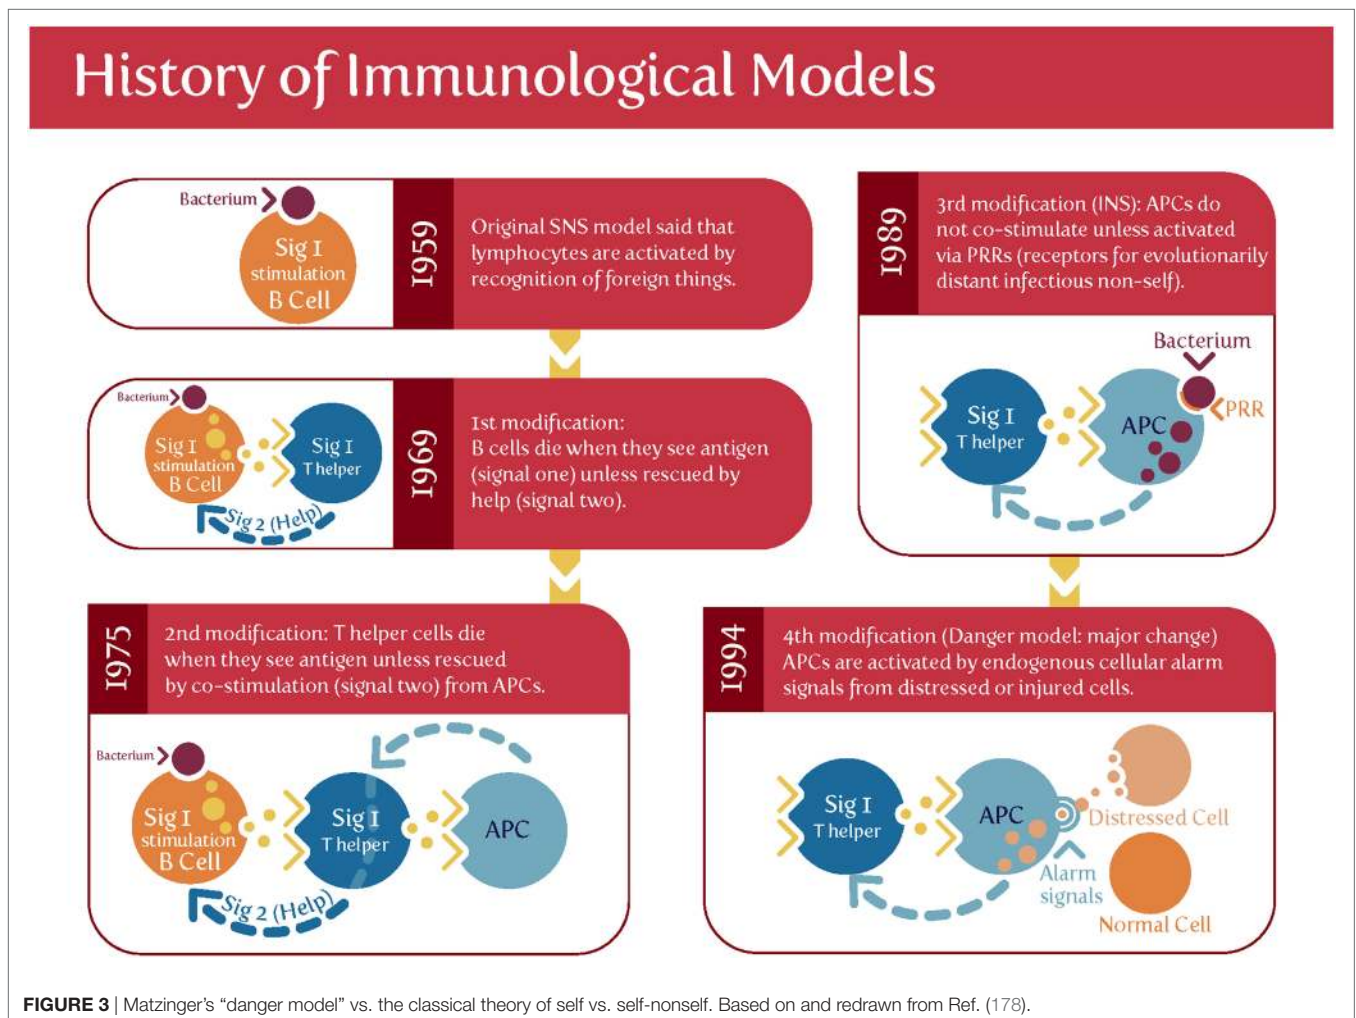 History of Immunological Models
Bacterium
Sig I
stimulation
B Cell
1959
Original SNS model said that
lymphocytes are activated by
recognition of foreign things.
Bacterium
Sig I
stimulation
B Cell
Sig I
T helper
Sig 2 (Help)
1969
1st modification:
B cells die when they see antigen
(signal one) unless rescued by
help (signal two).
1975
2nd modification: T helper cells die
when they see antigen unless rescued
by co-stimulation (signal two) from APCs.
Bacterium
Sig I
stimulation
B Cell
Sig I
T helper
APC
Sig 2 (Help)
1989
3rd modification (INS): APCs do
not co-stimulate unless activated
via PRRs (receptors for evolutionarily
distant infectious non-self).
Bacterium
Sig I
T helper
APC
PRR
1994
4th modification (Danger model: major change)
APCs are activated by endogenous cellular alarm
signals from distressed or injured cells.
Sig I
T helper
APC
Distressed Cell
Alarm
signals
Normal Cell
FIGURE 3 | Matzinger’s “danger model” vs. the classical theory of self vs. self-nonself. Based on and redrawn from Ref. (178).